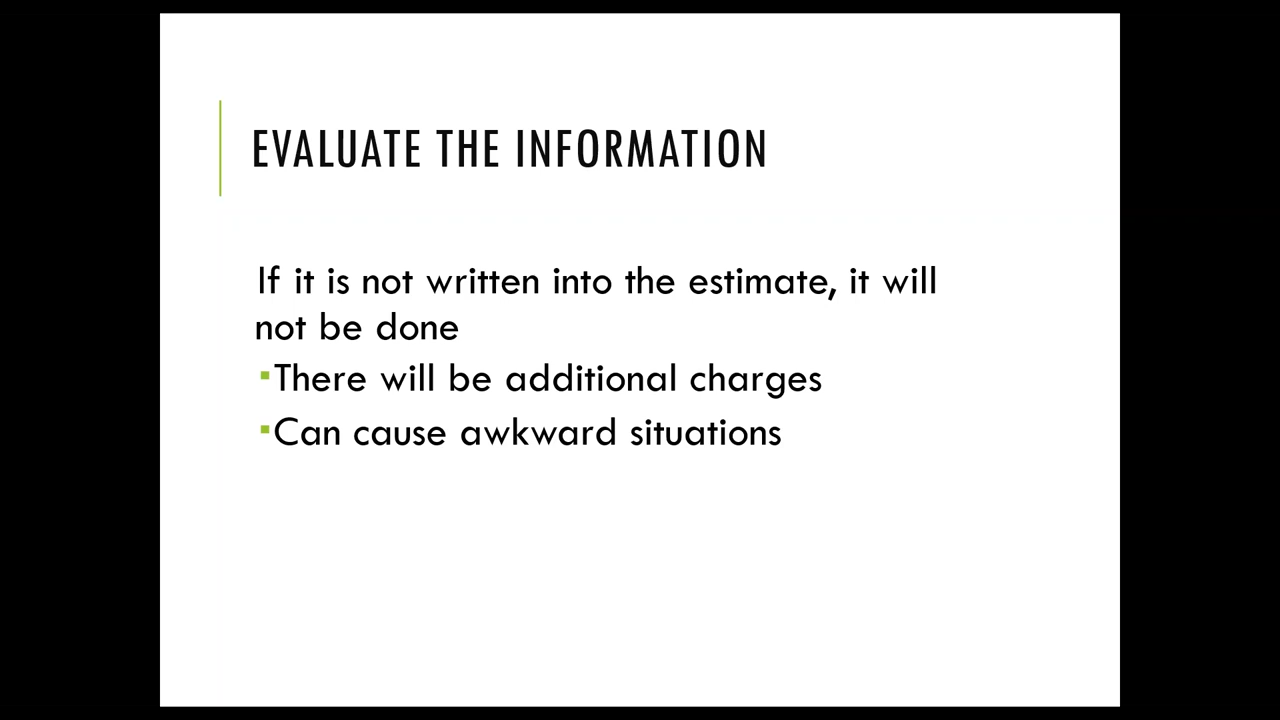 EVALUATE THE INFORMATION
If it is not written into the estimate, it will
not be done
▪There will be additional charges
▪Can cause awkward situations